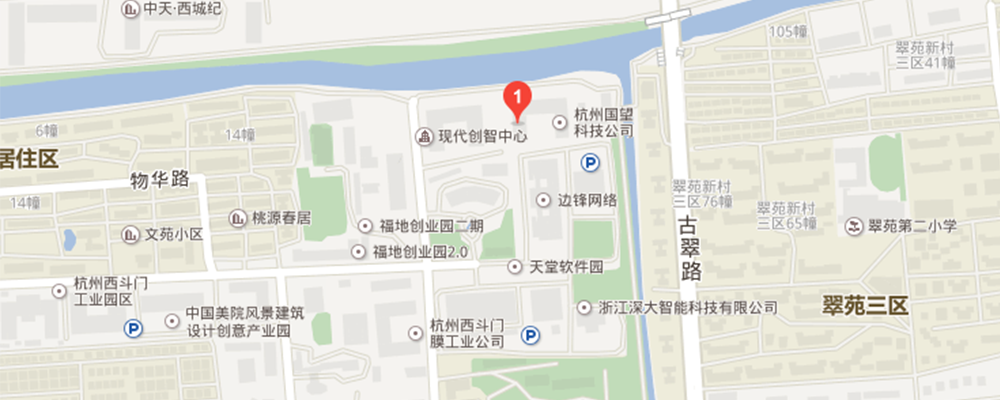 中天·西城纪
105幢
翠苑新村
三区41幢
1
杭州国望
科技公司
现代创智中心
6幢
14幢
居住区
P
物华路
14幢
翠苑新村
三区76幢
边锋网络
翠苑新村
三区65幢
桃源春居
福地创业园二期
文苑小区
翠苑第二小学
古翠路
福地创业园2.0
天堂软件园
杭州西斗门
工业园区
浙江深大智能科技有限公司
翠苑三区
中国美院风景建筑
设计创意产业园
P
杭州西斗门
膜工业公司
P